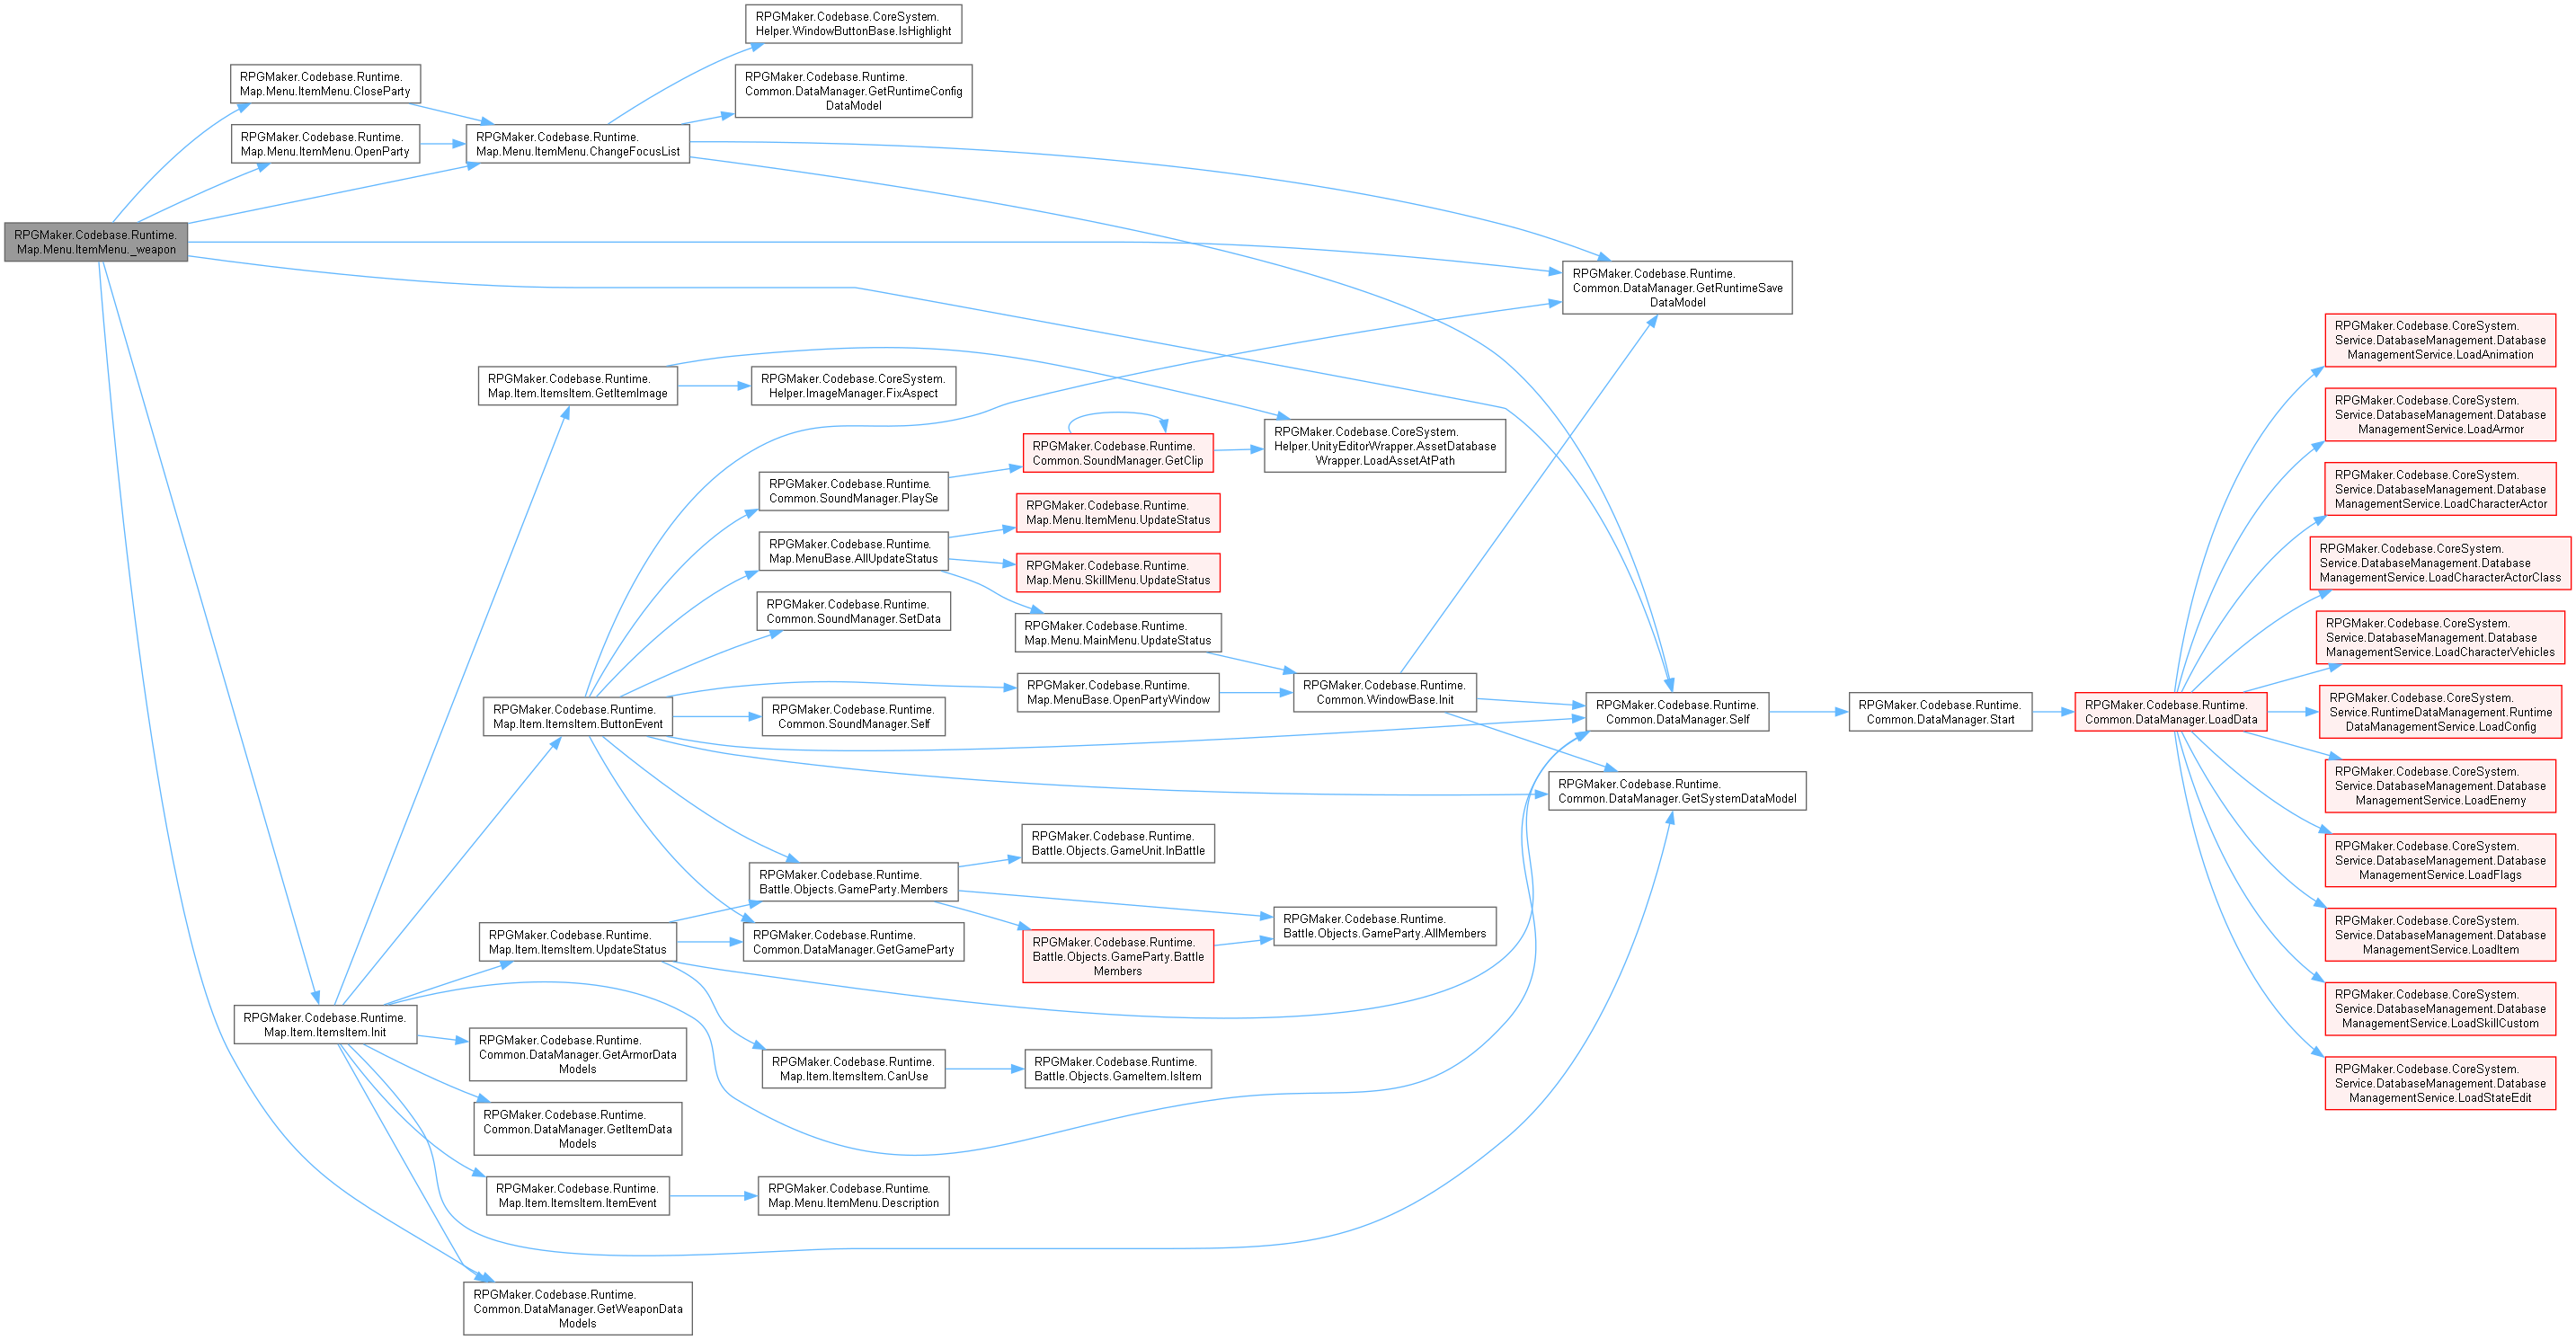 RPGMaker.Codebase.CoreSystem.
Helper.WindowButtonBase.IsHighlight
RPGMaker.Codebase.Runtime.
Map.Menu.ItemMenu.CloseParty
RPGMaker.Codebase.Runtime.
Common.DataManager.GetRuntimeConfig
DataModel
RPGMaker.Codebase.Runtime.
Map.Menu.ItemMenu.OpenParty
RPGMaker.Codebase.Runtime.
Map.Menu.ItemMenu.ChangeFocusList
RPGMaker.Codebase.Runtime.
Map.Menu.ItemMenu._weapon
RPGMaker.Codebase.Runtime.
Common.DataManager.GetRuntimeSave
DataModel
RPGMaker.Codebase.CoreSystem.
Service.DatabaseManagement.Database
ManagementService.LoadAnimation
RPGMaker.Codebase.Runtime.
Map.Item.ItemsItem.GetItemImage
RPGMaker.Codebase.CoreSystem.
Helper.ImageManager.FixAspect
RPGMaker.Codebase.CoreSystem.
Service.DatabaseManagement.Database
ManagementService.LoadArmor
RPGMaker.Codebase.Runtime.
Common.SoundManager.GetClip
RPGMaker.Codebase.CoreSystem.
Helper.UnityEditorWrapper.AssetDatabase
Wrapper.LoadAssetAtPath
RPGMaker.Codebase.CoreSystem.
Service.DatabaseManagement.Database
ManagementService.LoadCharacterActor
RPGMaker.Codebase.Runtime.
Common.SoundManager.PlaySe
RPGMaker.Codebase.Runtime.
Map.Menu.ItemMenu.UpdateStatus
RPGMaker.Codebase.Runtime.
Map.MenuBase.AllUpdateStatus
RPGMaker.Codebase.CoreSystem.
Service.DatabaseManagement.Database
ManagementService.LoadCharacterActorClass
RPGMaker.Codebase.Runtime.
Map.Menu.SkillMenu.UpdateStatus
RPGMaker.Codebase.Runtime.
Common.SoundManager.SetData
RPGMaker.Codebase.Runtime.
Map.Menu.MainMenu.UpdateStatus
RPGMaker.Codebase.CoreSystem.
Service.DatabaseManagement.Database
ManagementService.LoadCharacterVehicles
RPGMaker.Codebase.Runtime.
Map.Item.ItemsItem.ButtonEvent
RPGMaker.Codebase.Runtime.
Common.SoundManager.Self
RPGMaker.Codebase.Runtime.
Map.MenuBase.OpenPartyWindow
RPGMaker.Codebase.Runtime.
Common.WindowBase.Init
RPGMaker.Codebase.Runtime.
Common.DataManager.Self
RPGMaker.Codebase.Runtime.
Common.DataManager.Start
RPGMaker.Codebase.Runtime.
Common.DataManager.LoadData
RPGMaker.Codebase.CoreSystem.
Service.RuntimeDataManagement.Runtime
DataManagementService.LoadConfig
RPGMaker.Codebase.Runtime.
Common.DataManager.GetSystemDataModel
RPGMaker.Codebase.CoreSystem.
Service.DatabaseManagement.Database
ManagementService.LoadEnemy
RPGMaker.Codebase.Runtime.
Battle.Objects.GameUnit.InBattle
RPGMaker.Codebase.CoreSystem.
Service.DatabaseManagement.Database
ManagementService.LoadFlags
RPGMaker.Codebase.Runtime.
Battle.Objects.GameParty.Members
RPGMaker.Codebase.Runtime.
Battle.Objects.GameParty.AllMembers
RPGMaker.Codebase.CoreSystem.
Service.DatabaseManagement.Database
ManagementService.LoadItem
RPGMaker.Codebase.Runtime.
Map.Item.ItemsItem.UpdateStatus
RPGMaker.Codebase.Runtime.
Common.DataManager.GetGameParty
RPGMaker.Codebase.Runtime.
Battle.Objects.GameParty.Battle
Members
RPGMaker.Codebase.CoreSystem.
Service.DatabaseManagement.Database
ManagementService.LoadSkillCustom
RPGMaker.Codebase.Runtime.
Map.Item.ItemsItem.Init
RPGMaker.Codebase.Runtime.
Common.DataManager.GetArmorData
Models
RPGMaker.Codebase.Runtime.
Map.Item.ItemsItem.CanUse
RPGMaker.Codebase.Runtime.
Battle.Objects.GameItem.IsItem
RPGMaker.Codebase.CoreSystem.
Service.DatabaseManagement.Database
ManagementService.LoadStateEdit
RPGMaker.Codebase.Runtime.
Common.DataManager.GetItemData
Models
RPGMaker.Codebase.Runtime.
Map.Item.ItemsItem.ItemEvent
RPGMaker.Codebase.Runtime.
Map.Menu.ItemMenu.Description
RPGMaker.Codebase.Runtime.
Common.DataManager.GetWeaponData
Models